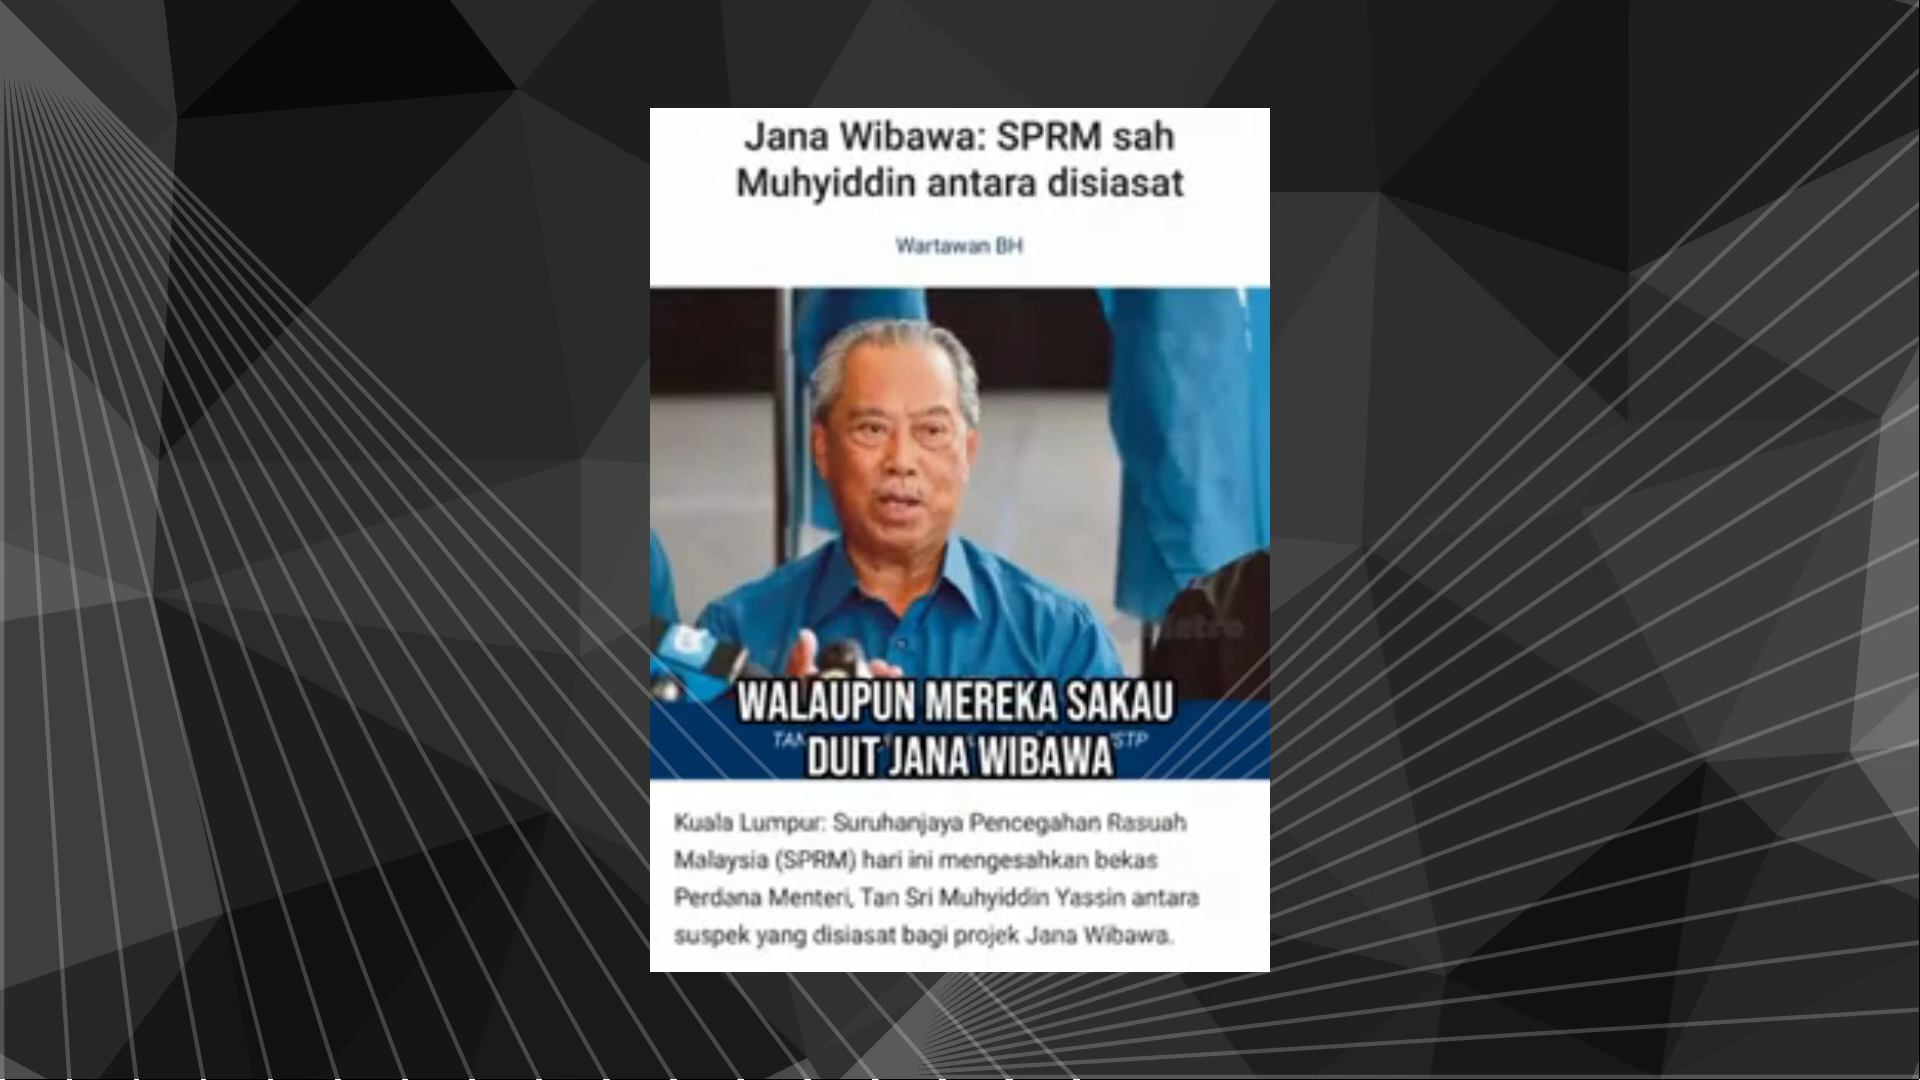 Jana Wibawa: SPRM sah
Muhyiddin antara disiasat
Wartawan BH
WALAUPUN MEREKA SAKAU
DUIT JANA WIBAWA
Kuala Lumpur: Suruhanjaya Pencegahan Rasuah
Malaysia (SPRM) hari ini mengesahkan bekas
Perdana Menteri, Tan Sri Muhyiddin Yassin antara
suspek yang disiasat bagi projek Jana Wibawa.